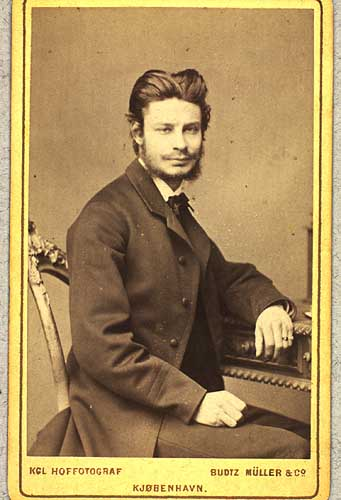 KGL HOFFOTOGRAF BUDTZ MÜLLER & Co.
KJØBENHAVN.